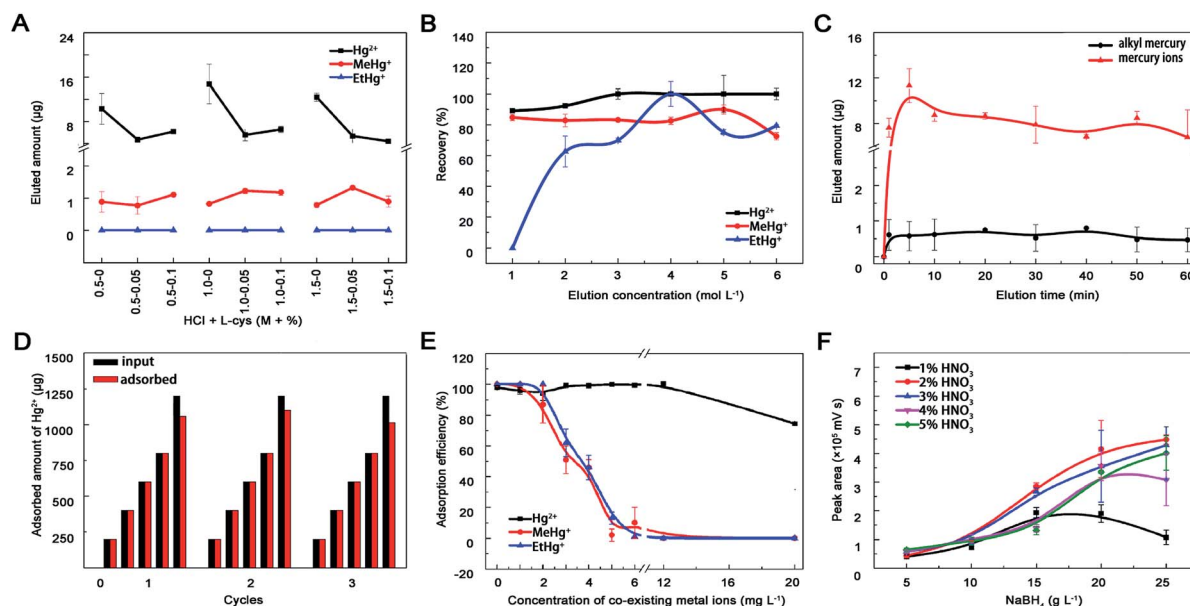 A
24
16
8
2
1
0
Eluted amount (µg)
Hg²⁺
MeHg⁺
EtHg⁺
0.5-0
0.5-0.05
0.5-0.1
1.0-0
1.0-0.05
1.0-0.1
1.5-0
1.5-0.05
1.5-0.1
HCl + L-cys (M + %)
B
140
120
100
80
60
40
20
0
Recovery (%)
Hg²⁺
MeHg⁺
EtHg⁺
1 2 3 4 5 6
Elution concentration (mol L⁻¹)
C
16
12
8
2
1
0
Eluted amount (µg)
alkyl mercury
mercury ions
0 10 20 30 40 50 60
Elution time (min)
D
1500
1250
1000
750
500
250
Adsorbed amount of Hg²⁺ (µg)
input
adsorbed
0 1 2 3
Cycles
E
120
100
80
60
40
20
0
-20
Adsorption efficiency (%)
Hg²⁺
MeHg⁺
EtHg⁺
0 2 4 6 12 20
Concentration of co-existing metal ions (mg L⁻¹)
F
7
6
5
4
3
2
1
0
Peak area (×10⁵ mV s)
1% HNO₃
2% HNO₃
3% HNO₃
4% HNO₃
5% HNO₃
5 10 15 20 25
NaBH₄ (g L⁻¹)